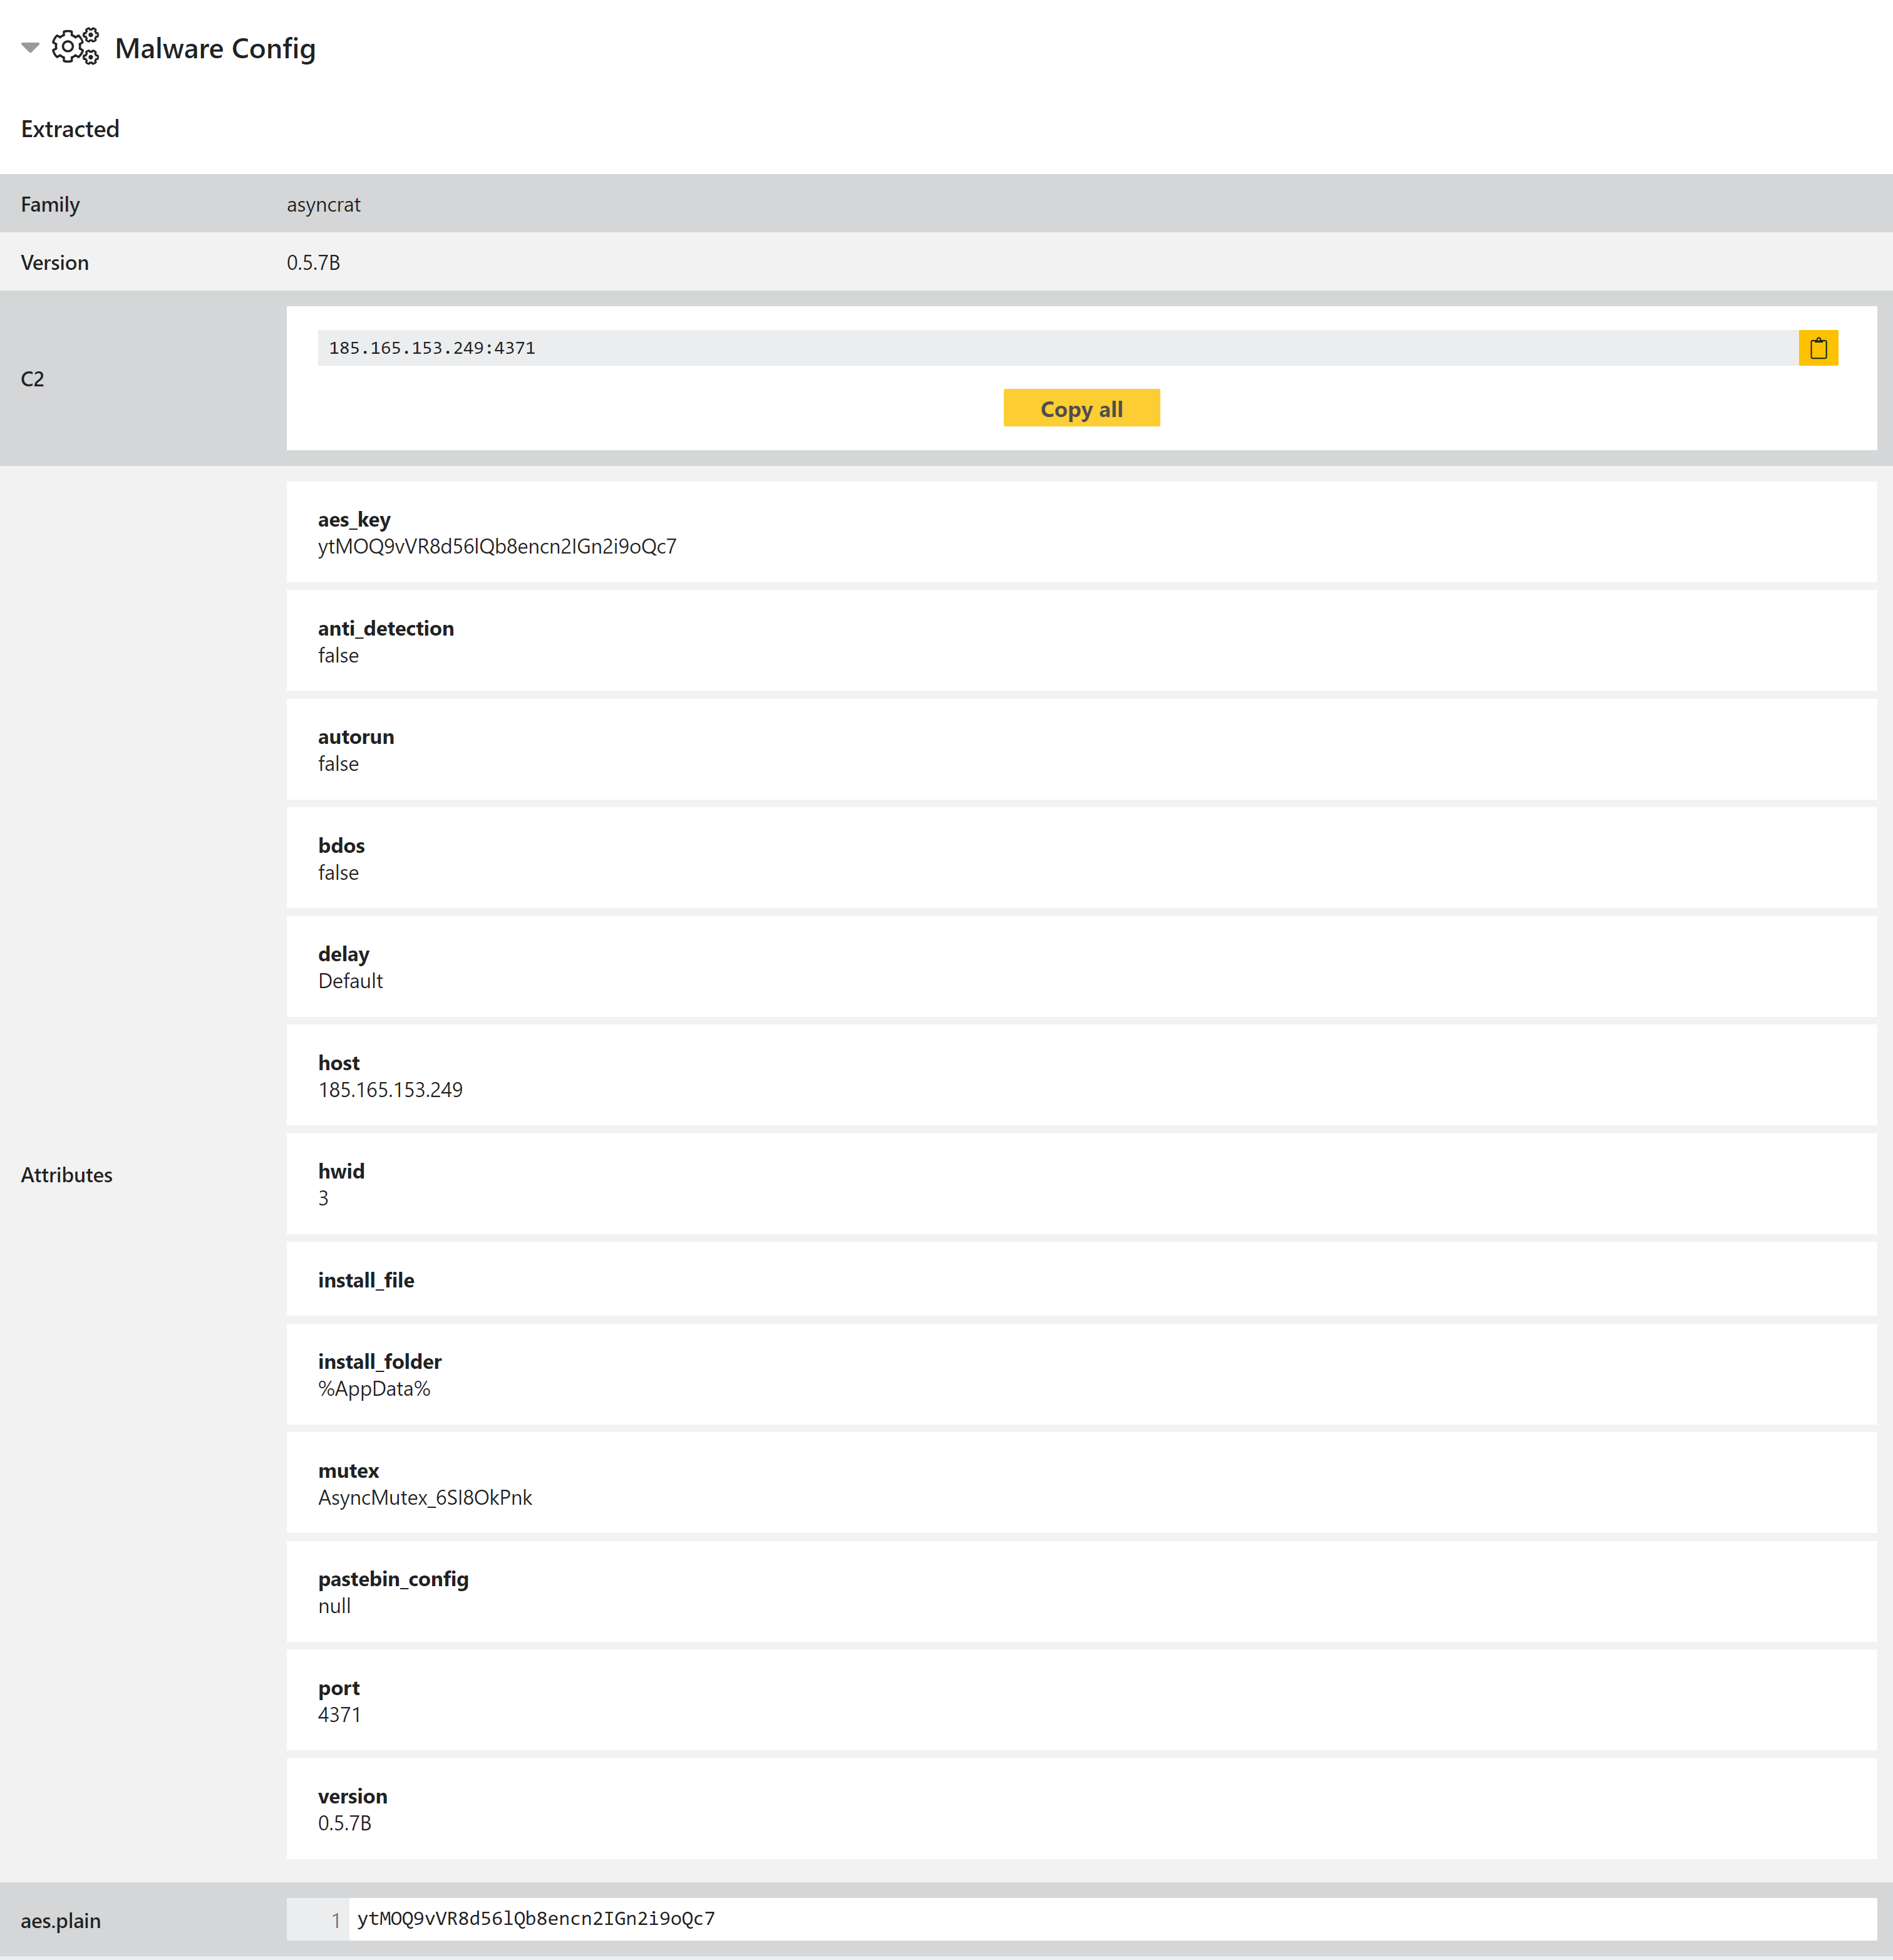 Malware Config
Extracted
Family
asyncrat
Version
0.5.7B
C2
185.165.153.249:4371
Copy all
Attributes
aes_key
ytMOQ9vVR8d56lQb8encn2IGn2i9oQc7
anti_detection
false
autorun
false
bdos
false
delay
Default
host
185.165.153.249
hwid
3
install_file
install_folder
%AppData%
mutex
AsyncMutex_6SI8OkPnk
pastebin_config
null
port
4371
version
0.5.7B
aes.plain
1
ytMOQ9vVR8d56lQb8encn2IGn2i9oQc7